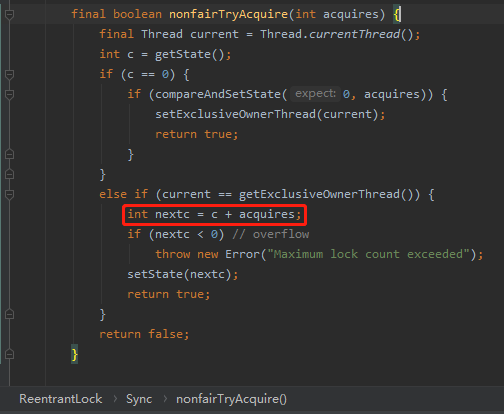 final boolean nonfairTryAcquire(int acquires) {
final Thread current = Thread.currentThread();
int c = getState();
if (c == 0) {
if (compareAndSetState( expect: 0, acquires)) {
setExclusiveOwnerThread(current);
return true;
}
}
else if (current == getExclusiveOwnerThread()) {
int nextc = c + acquires;
if (nextc < 0) // overflow
throw new Error("Maximum lock count exceeded");
setState(nextc);
return true;
}
return false;
}
ReentrantLock › Sync › nonfairTryAcquire()